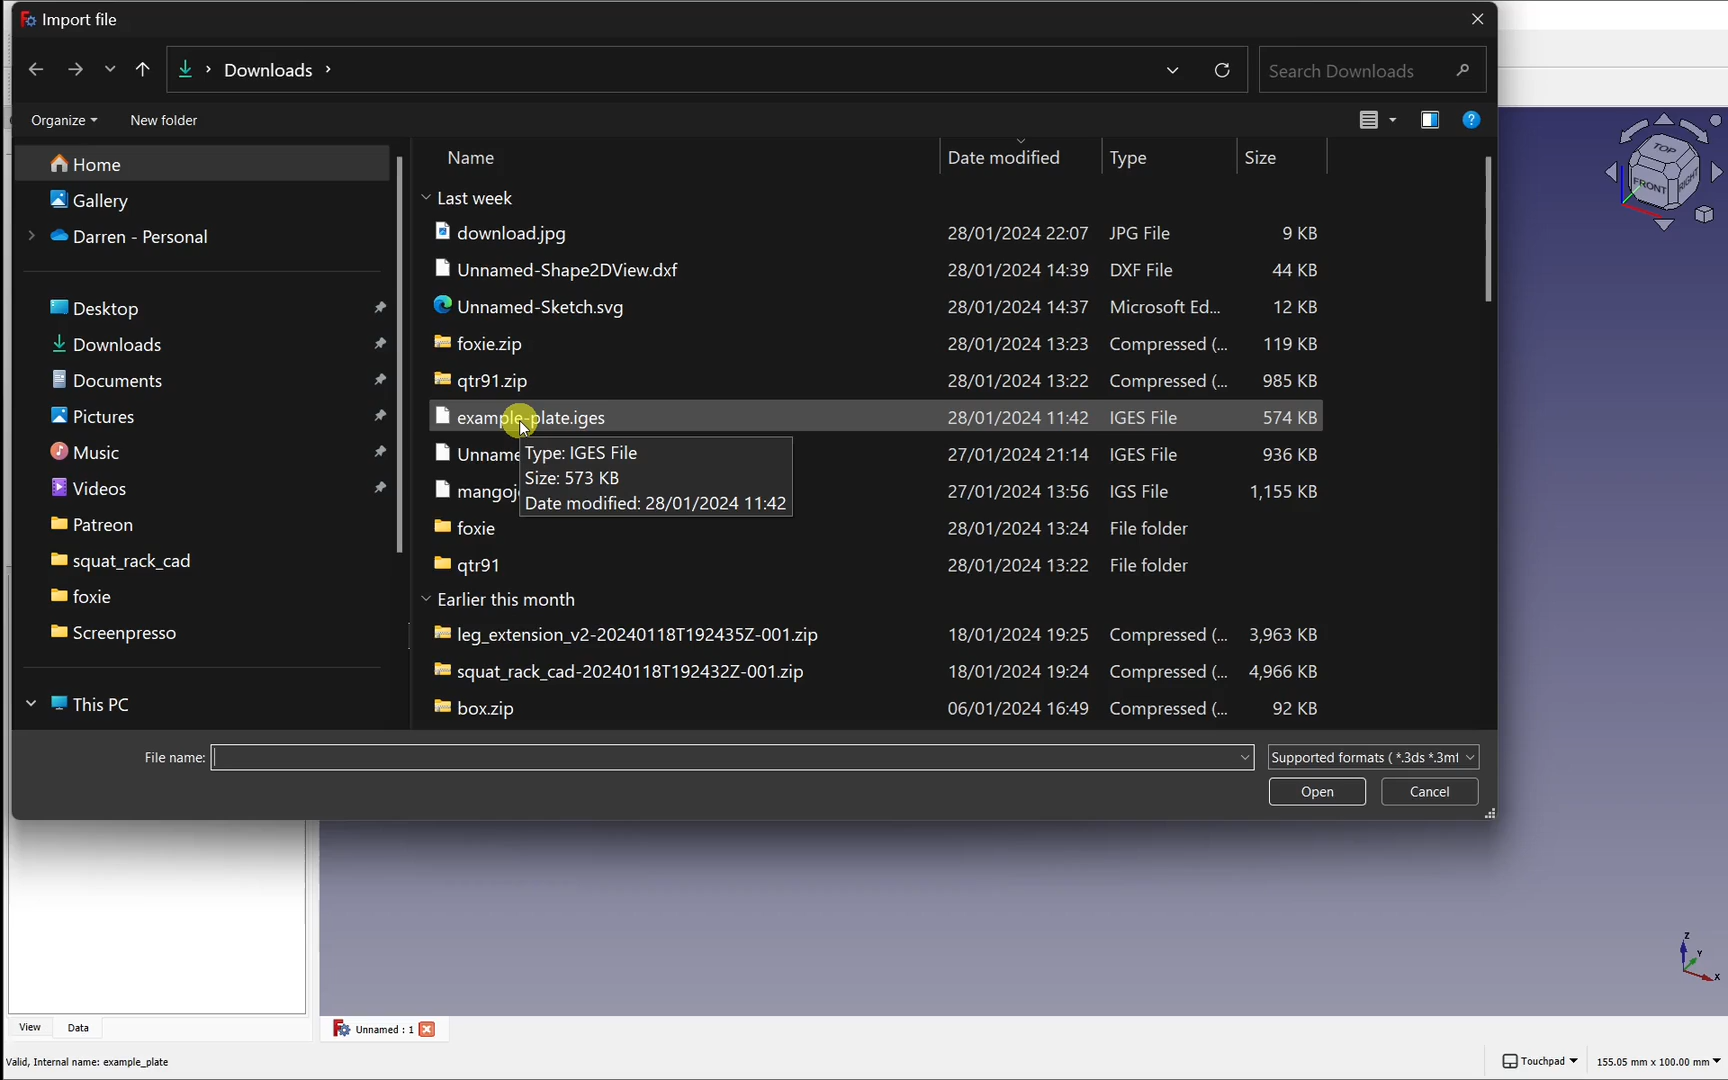 Import file
Downloads
Search Downloads
Organize
New folder
Home
Gallery
Darren - Personal
Desktop
Downloads
Documents
Pictures
Music
Videos
Patreon
squat_rack_cad
foxie
Screenpresso
This PC
Name Date modified Type Size
Last week
download.jpg 28/01/2024 22:07 JPG File 9 KB
Unnamed-Shape2DView.dxf 28/01/2024 14:39 DXF File 44 KB
Unnamed-Sketch.svg 28/01/2024 14:37 Microsoft Ed... 12 KB
foxie.zip 28/01/2024 13:23 Compressed (... 119 KB
qtr91.zip 28/01/2024 13:22 Compressed (... 985 KB
example-plate.iges 28/01/2024 11:42 IGES File 574 KB
Unname 27/01/2024 21:14 IGES File 936 KB
mangoj 27/01/2024 13:56 IGS File 1,155 KB
Type: IGES File
Size: 573 KB
Date modified: 28/01/2024 11:42
foxie 28/01/2024 13:24 File folder
qtr91 28/01/2024 13:22 File folder
Earlier this month
leg_extension_v2-20240118T192435Z-001.zip 18/01/2024 19:25 Compressed (... 3,963 KB
squat_rack_cad-20240118T192432Z-001.zip 18/01/2024 19:24 Compressed (... 4,966 KB
box.zip 06/01/2024 16:49 Compressed (... 92 KB
File name:
Supported formats ( *.3ds *.3mf
Open
Cancel
TOP
FRONT
RIGHT
Z
Y
X
View
Data
Unnamed : 1
Valid, Internal name: example_plate
Touchpad
155.05 mm x 100.00 mm